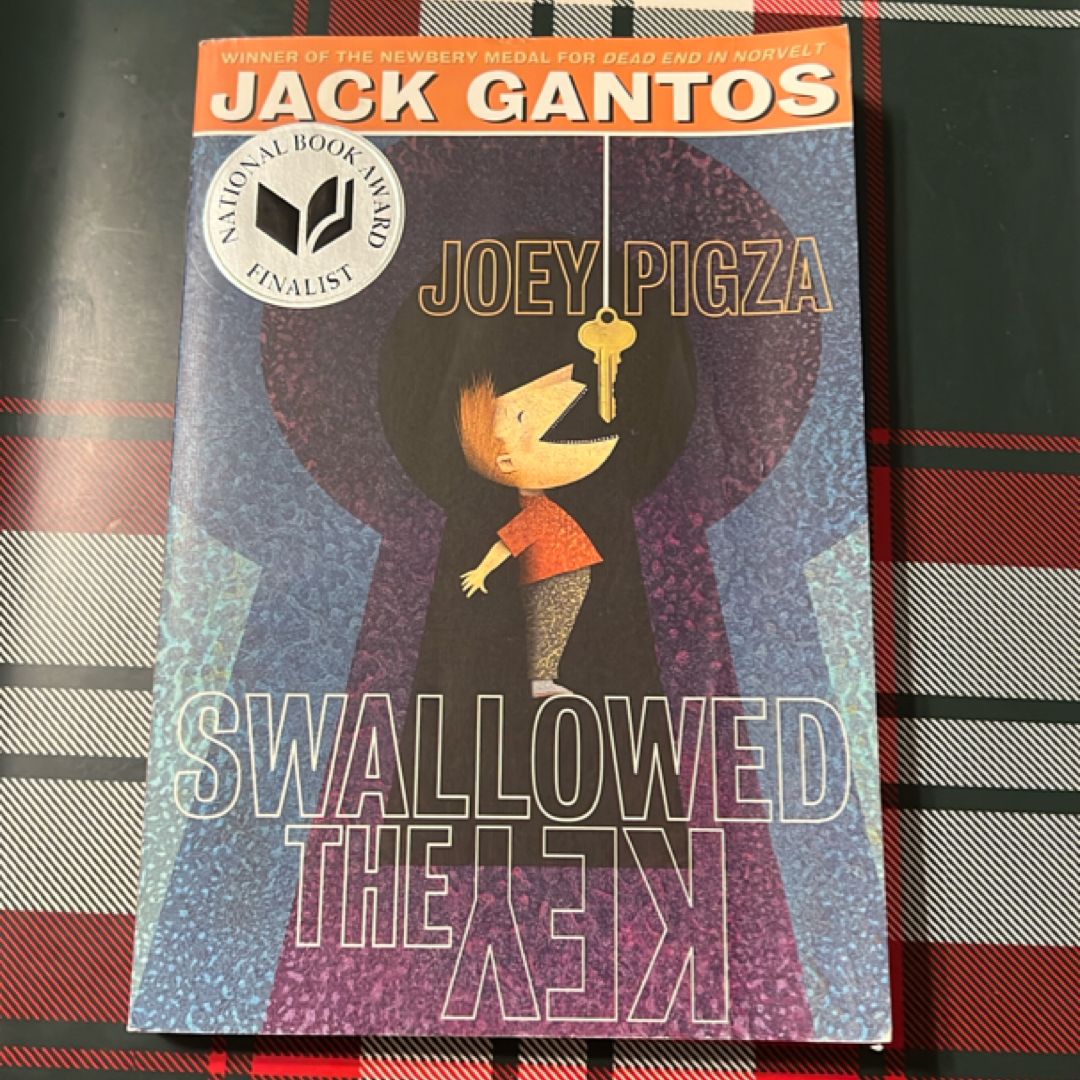 WINNER OF THE NEWBERY MEDAL FOR DEAD END IN NORVELT
JACK GANTOS
NATIONAL BOOK AWARD
FINALIST
JOEY PIGZA
SWALLOWED
THE KEY